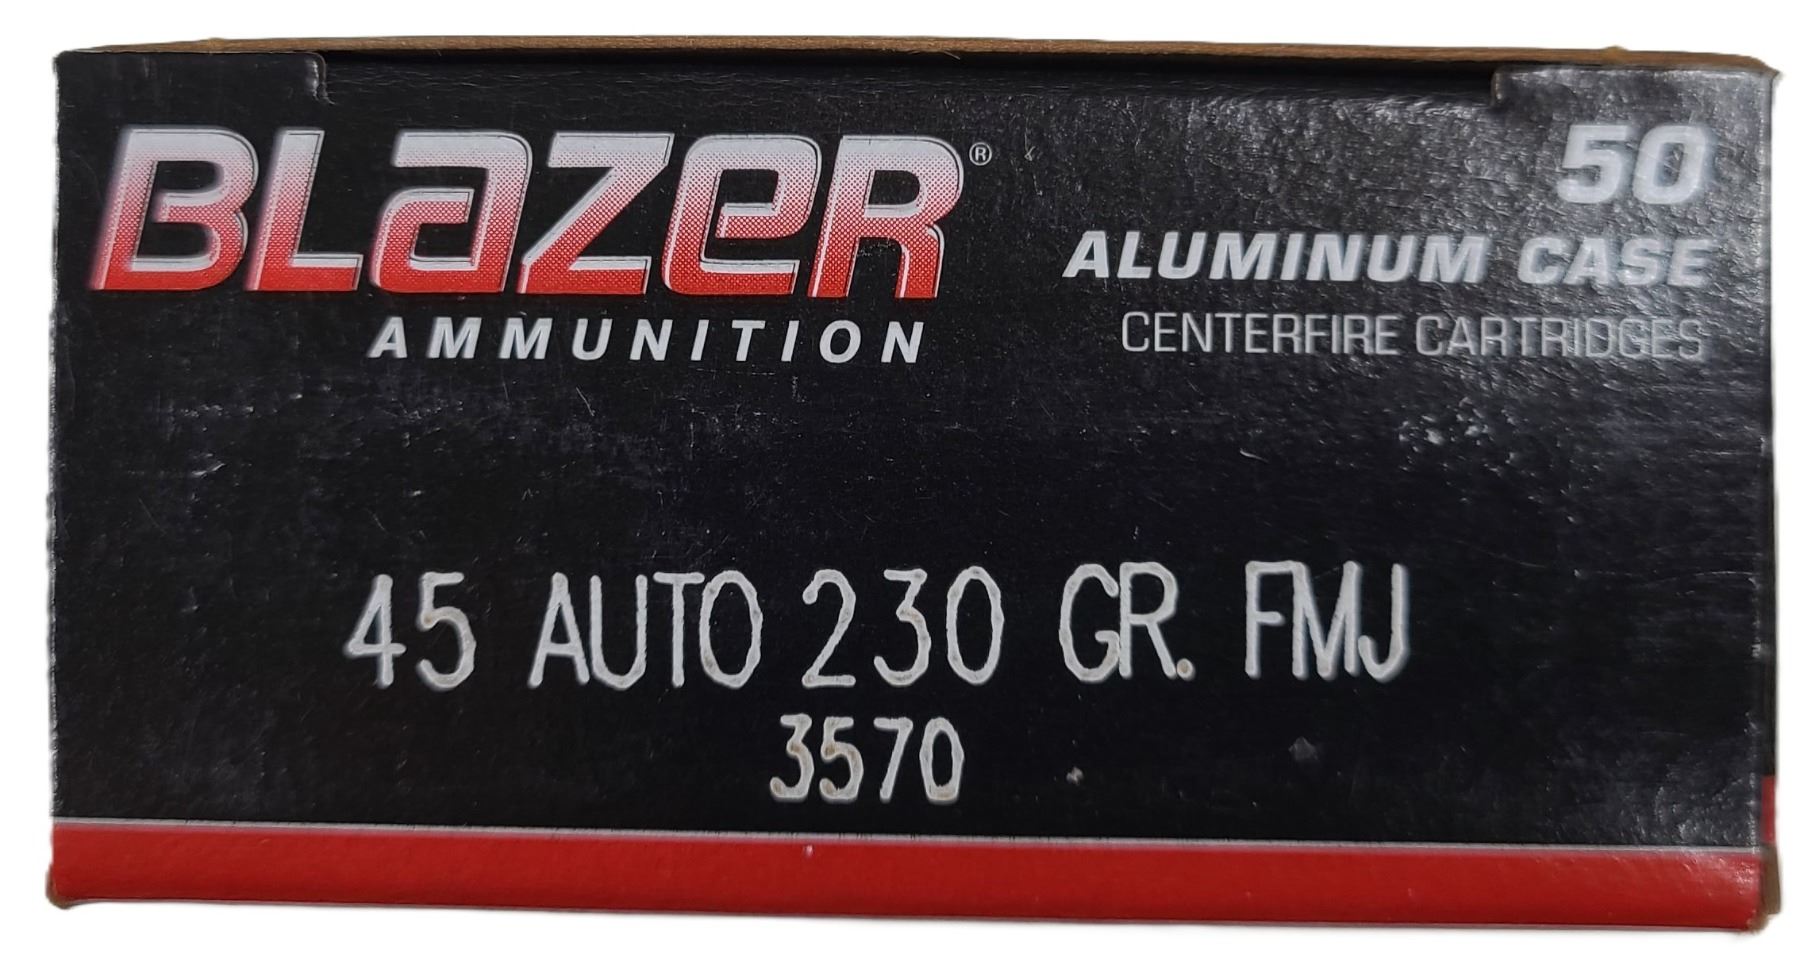 BLazeR®
AMMUNITION
50
ALUMINUM CASE
CENTERFIRE CARTRIDGES
45 AUTO 230 GR. FMJ
3570